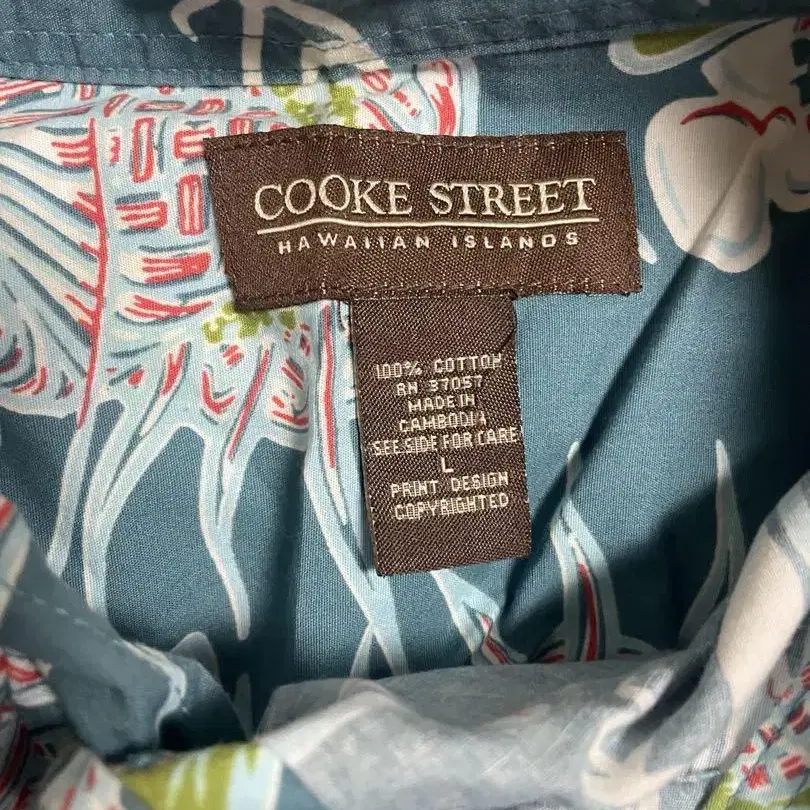 COOKE STREET
HAWAIIAN ISLANDS
100% COTTON
RN 37057
MADE IN
CAMBODIA
SEE SIDE FOR CARE
L
PRINT DESIGN
COPYRIGHTED